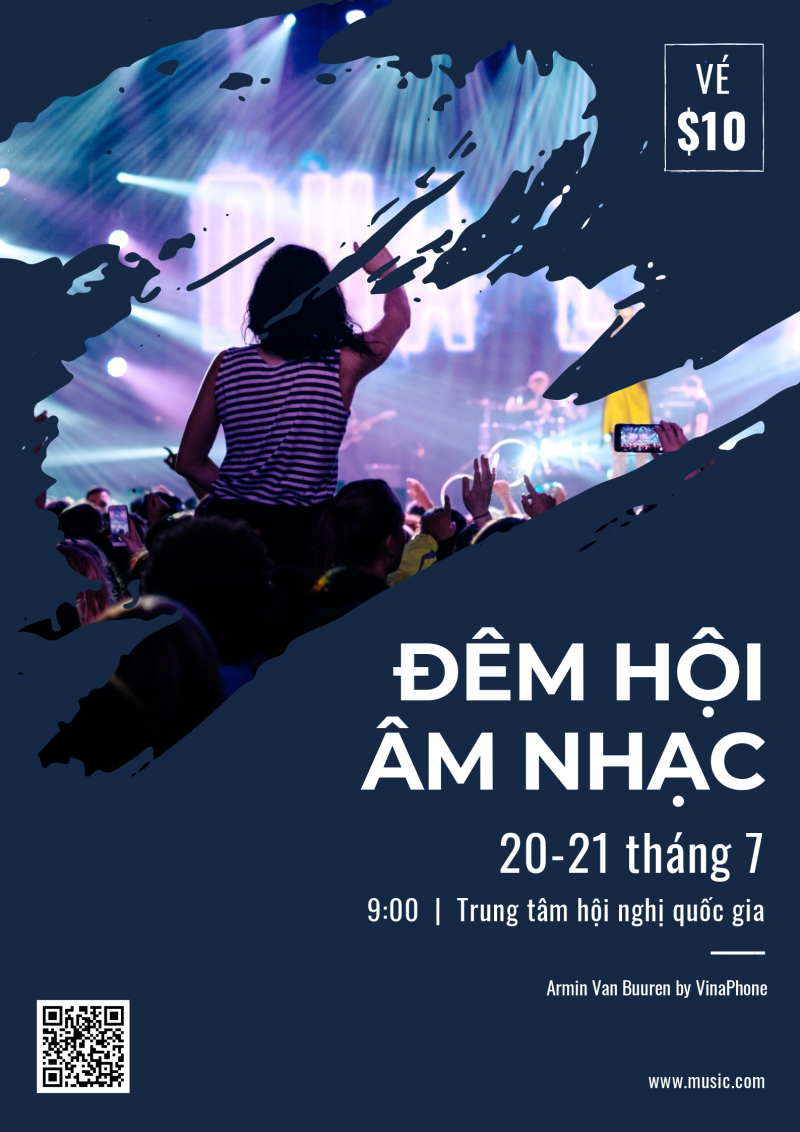 VÉ
$10
ĐÊM HỘI
ÂM NHẠC
20-21 tháng 7
9:00 | Trung tâm hội nghị quốc gia
Armin Van Buuren by VinaPhone
www.music.com